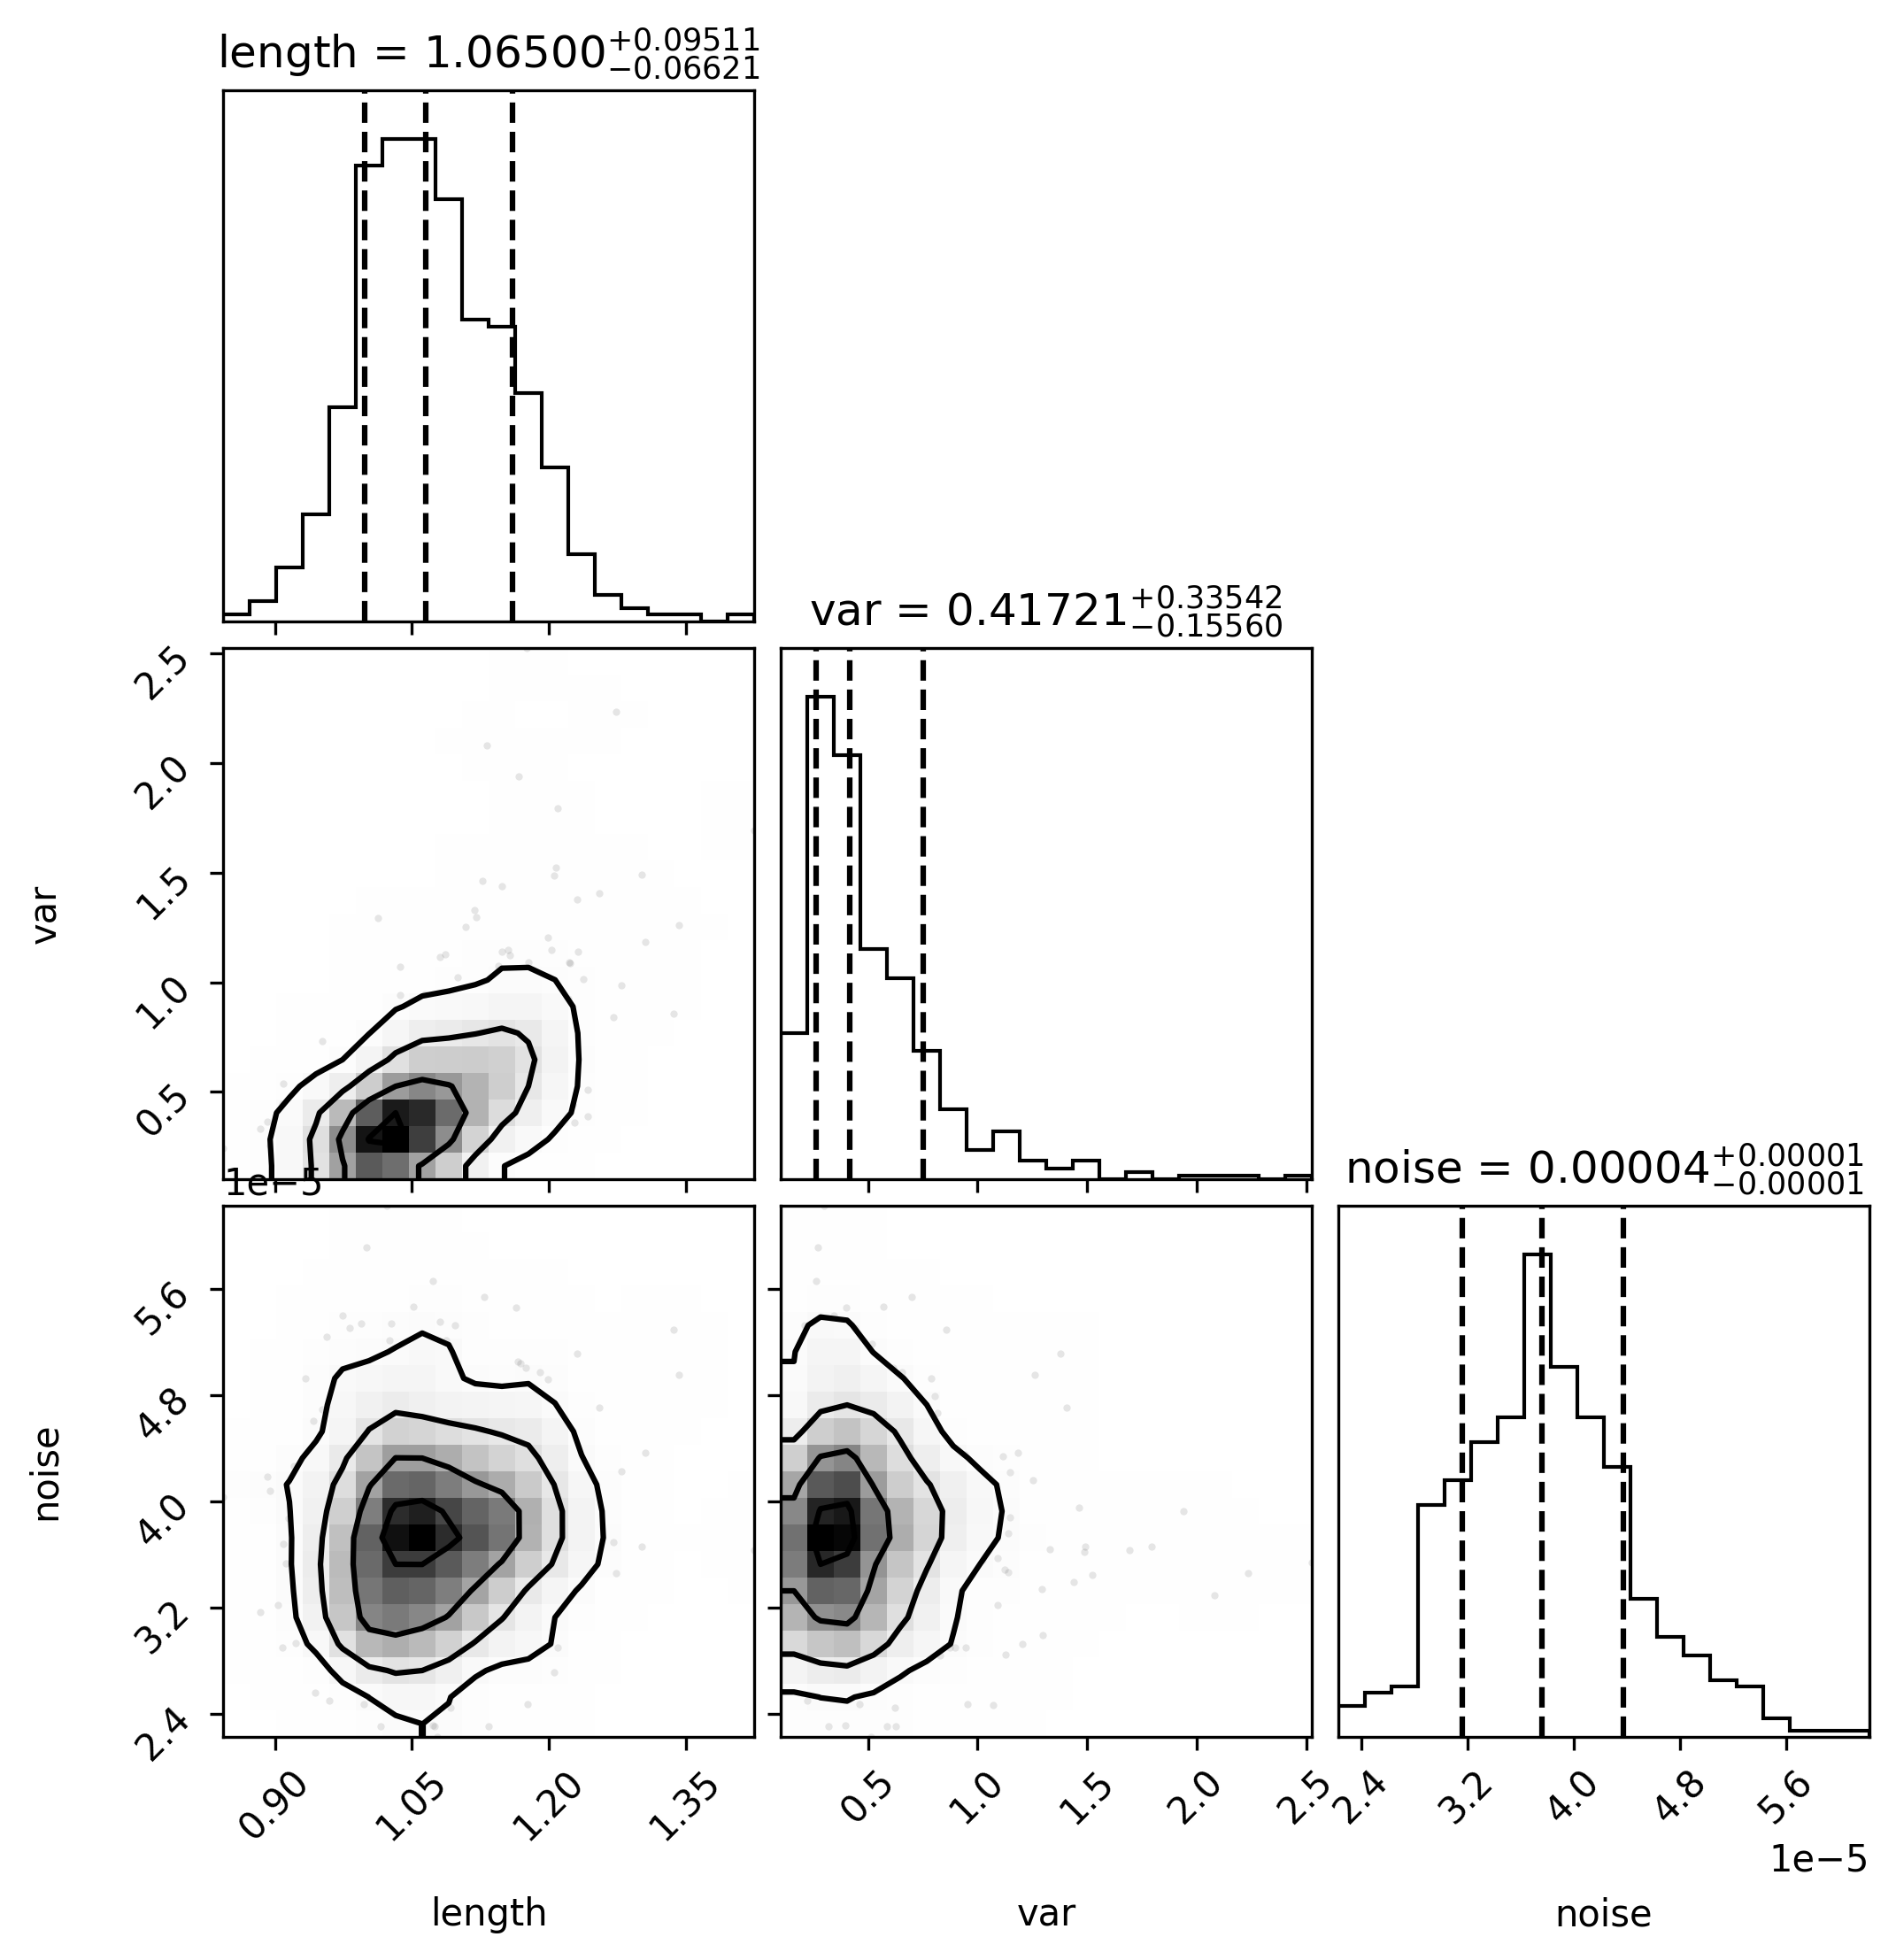 length = 1.06500+0.09511 −0.06621
var = 0.41721+0.33542 −0.15560
2.5
2.0
1.5
1.0
0.5
var
1e−5
noise = 0.00004+0.00001 −0.00001
5.6
4.8
4.0
3.2
2.4
noise
0.90 1.05 1.20 1.35
0.5 1.0 1.5 2.0 2.5
2.4 3.2 4.0 4.8 5.6
1e−5
length
var
noise